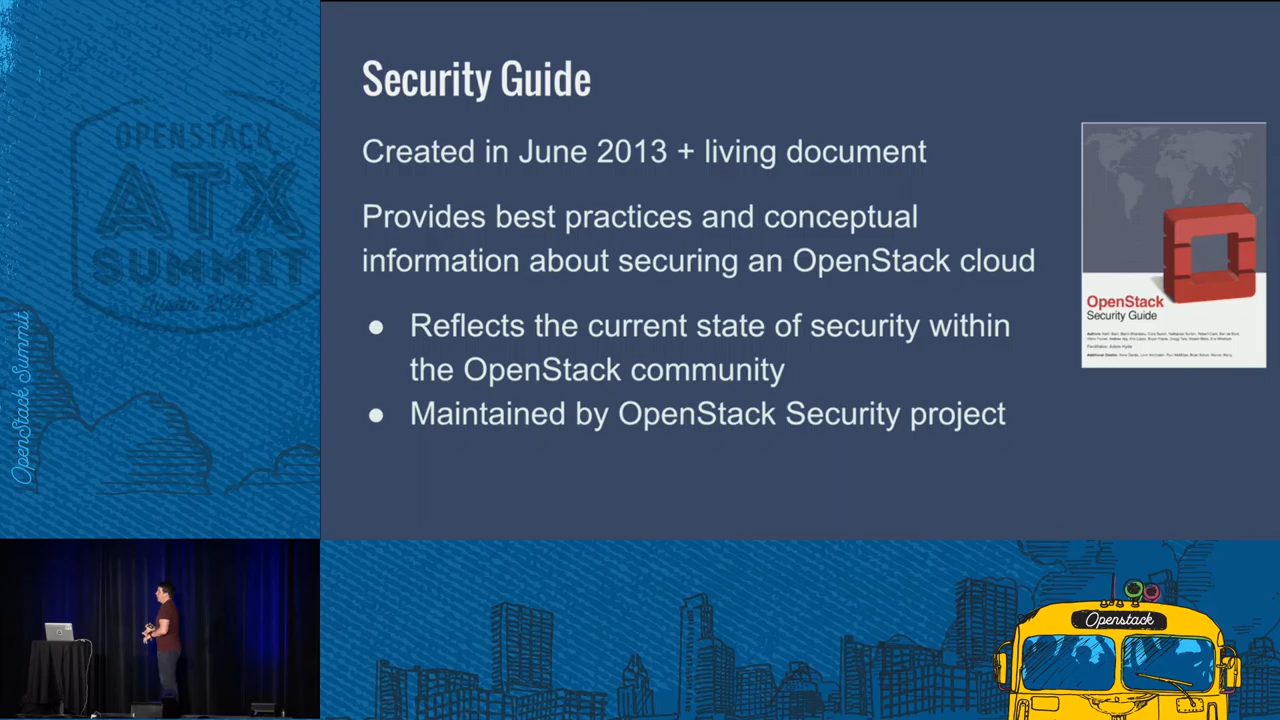 OPENSTACK
ATX
SUMMIT
Austin 2016
OpenStack Summit
Security Guide
Created in June 2013 + living document
Provides best practices and conceptual
information about securing an OpenStack cloud
● Reflects the current state of security within
the OpenStack community
● Maintained by OpenStack Security project
OpenStack
Security Guide
Openstack